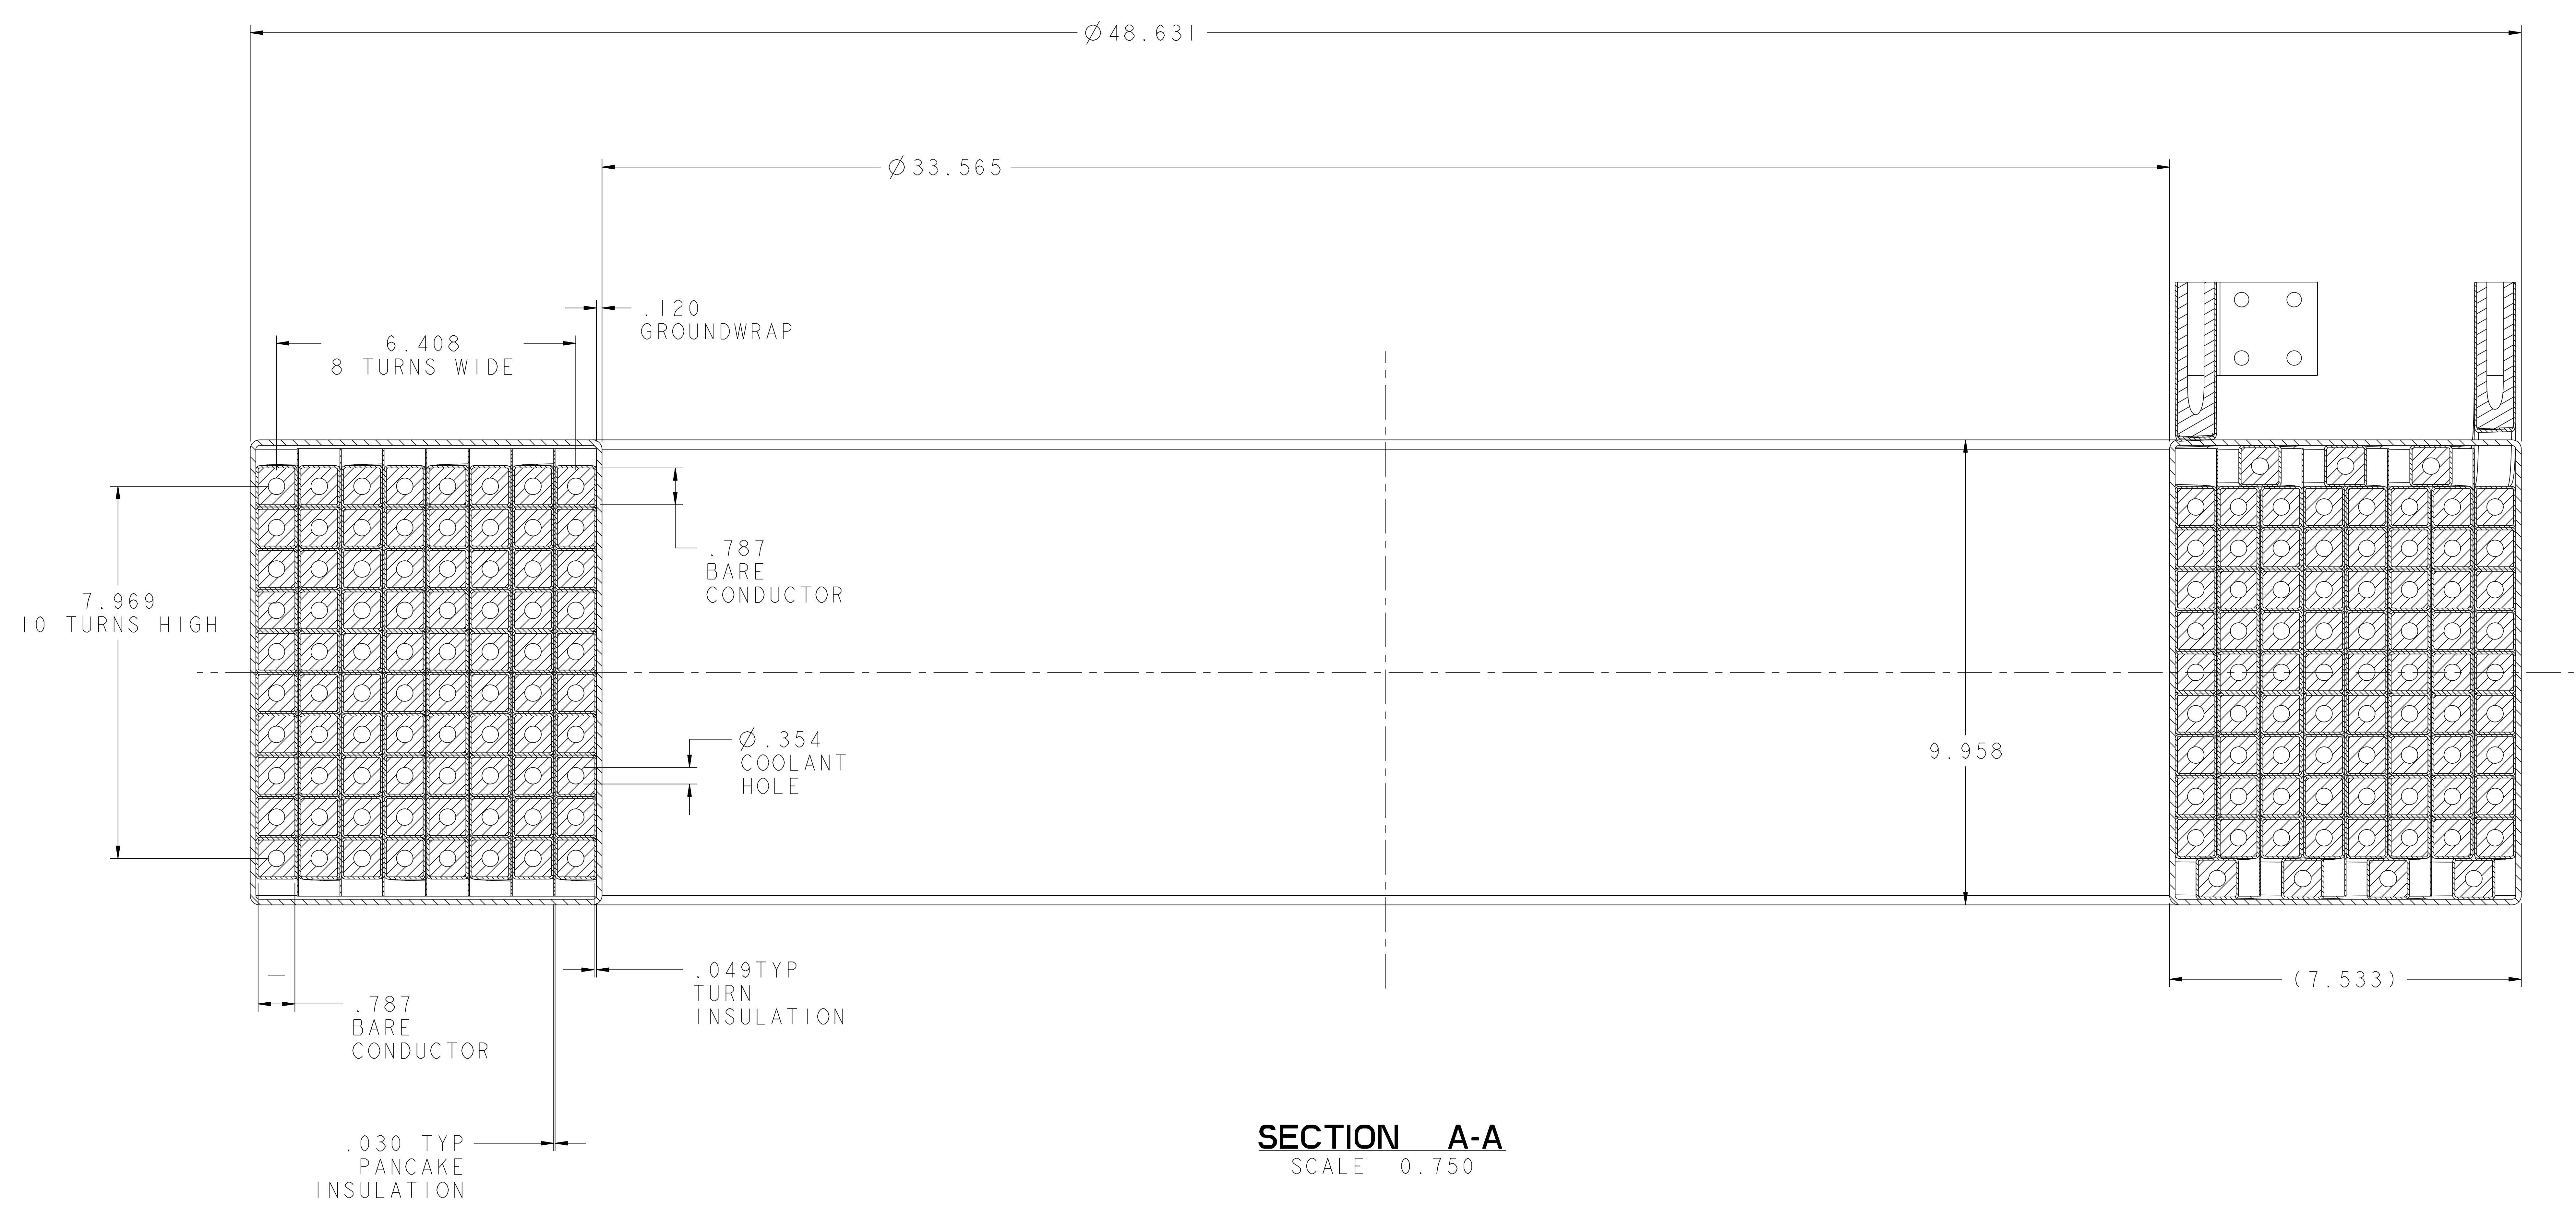 Ø48.631
Ø33.565
.120
GROUNDWRAP
6.408
8 TURNS WIDE
.787
BARE
CONDUCTOR
7.969
10 TURNS HIGH
Ø.354
COOLANT
HOLE
9.958
.049TYP
TURN
INSULATION
(7.533)
.787
BARE
CONDUCTOR
.030 TYP
PANCAKE
INSULATION
SECTION A-A
SCALE 0.750